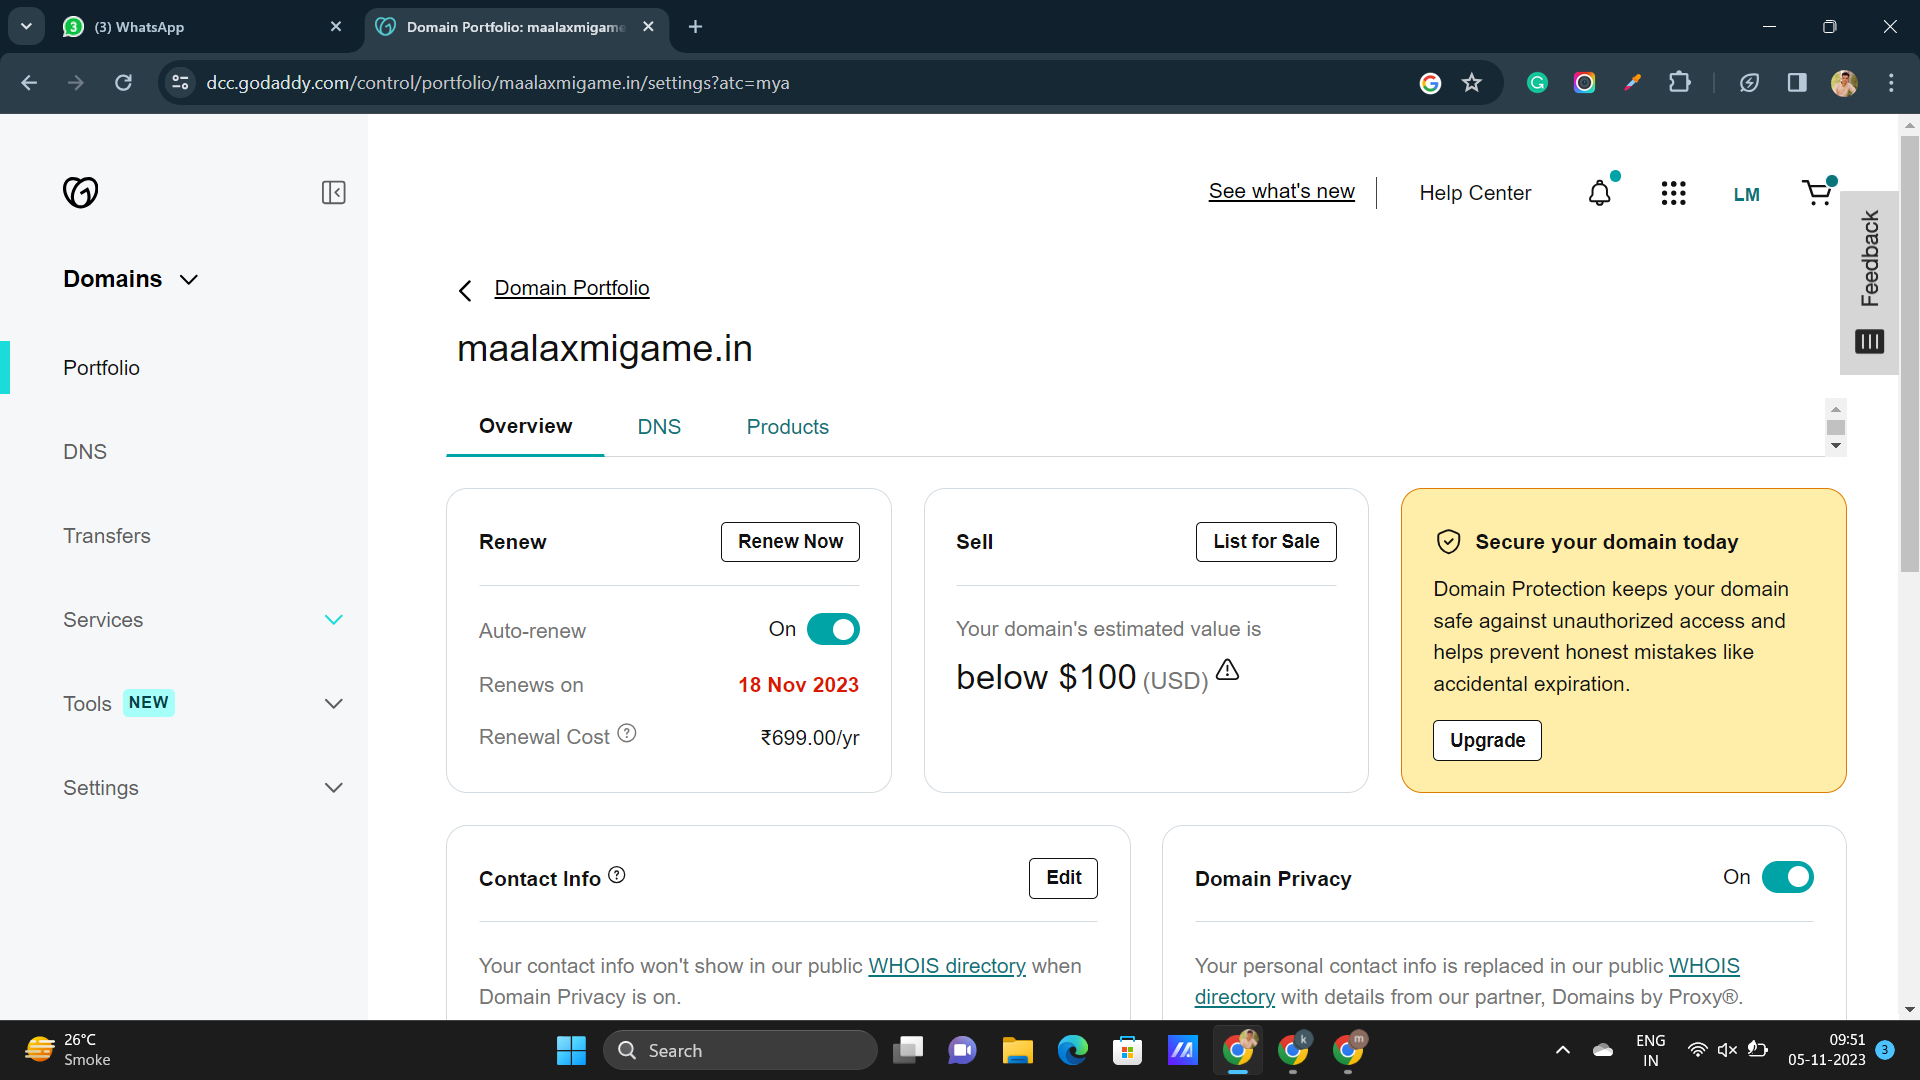 (3) WhatsApp
Domain Portfolio: maalaxmigame
dcc.godaddy.com/control/portfolio/maalaxmigame.in/settings?atc=mya
See what's new
Help Center
LM
Feedback
Domains
Portfolio
DNS
Transfers
Services
Tools NEW
Settings
Domain Portfolio
maalaxmigame.in
Overview DNS Products
Renew
Renew Now
Auto-renew On
Renews on 18 Nov 2023
Renewal Cost ₹699.00/yr
Sell
List for Sale
Your domain's estimated value is
below $100 (USD)
Secure your domain today
Domain Protection keeps your domain
safe against unauthorized access and
helps prevent honest mistakes like
accidental expiration.
Upgrade
Contact Info
Edit
Your contact info won't show in our public WHOIS directory when
Domain Privacy is on.
Domain Privacy
On
Your personal contact info is replaced in our public WHOIS
directory with details from our partner, Domains by Proxy®.
26°C
Smoke
Search
ENG
IN
09:51
05-11-2023
3